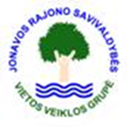 JONAVOS RAJONO SAVIVALDYBĖS
VIETOS VEIKLOS GRUPĖ